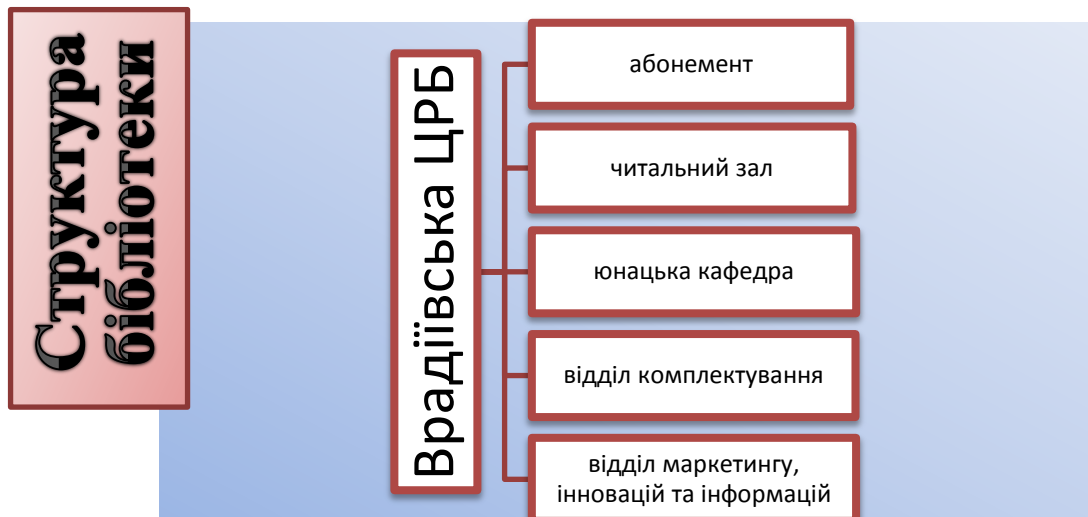 Структура
бібліотеки
Врадіївська ЦРБ
абонемент
читальний зал
юнацька кафедра
відділ комплектування
відділ маркетингу,
інновацій та інформацій